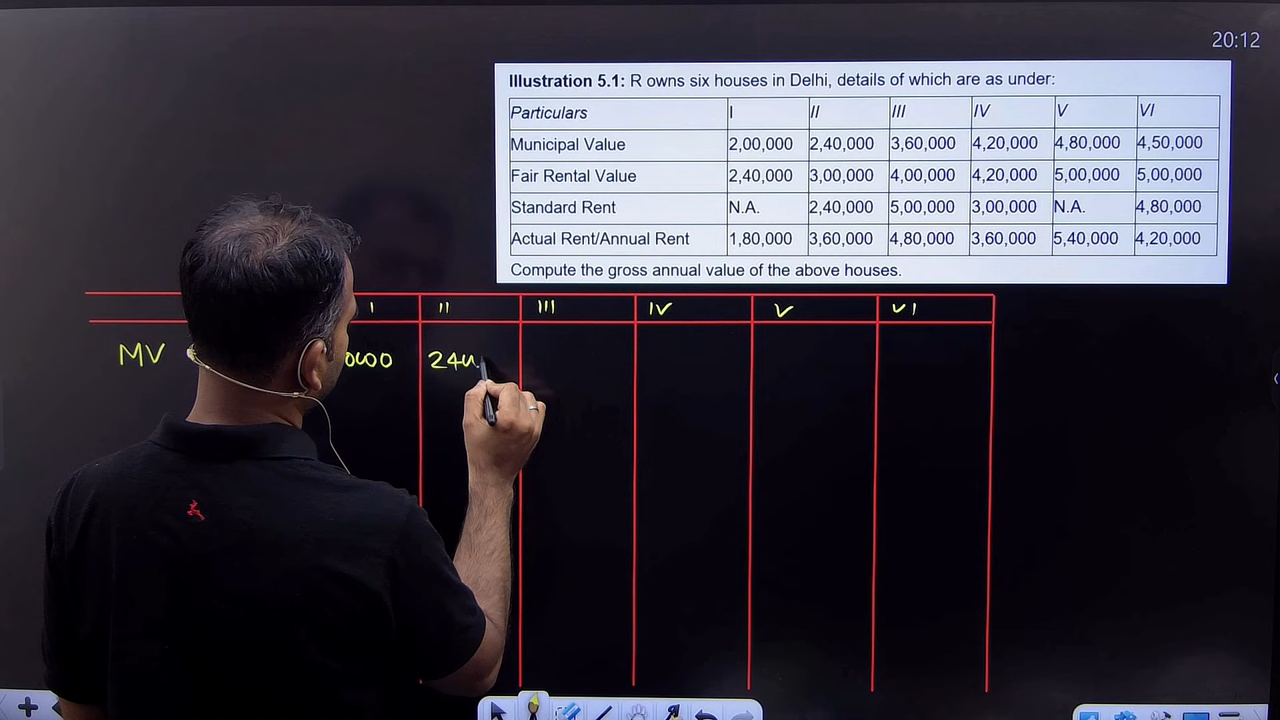 20:12
Illustration 5.1: R owns six houses in Delhi, details of which are as under:
Particulars I II III IV V VI
Municipal Value 2,00,000 2,40,000 3,60,000 4,20,000 4,80,000 4,50,000
Fair Rental Value 2,40,000 3,00,000 4,00,000 4,20,000 5,00,000 5,00,000
Standard Rent N.A. 2,40,000 5,00,000 3,00,000 N.A. 4,80,000
Actual Rent/Annual Rent 1,80,000 3,60,000 4,80,000 3,60,000 5,40,000 4,20,000
Compute the gross annual value of the above houses.
I II III IV V VI
MV